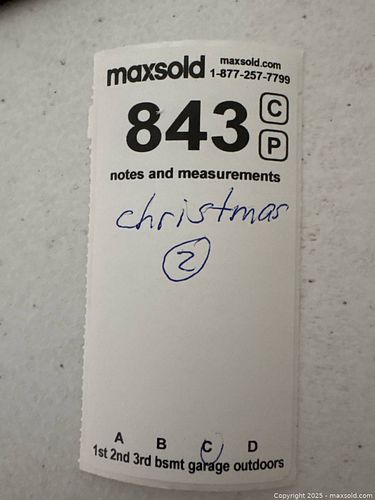 maxsold maxsold.com
1-877-257-7799
843 C
P
notes and measurements
christmas
2
A B C D
1st 2nd 3rd bsmt garage outdoors
Copyright © 2025 - maxsold.com